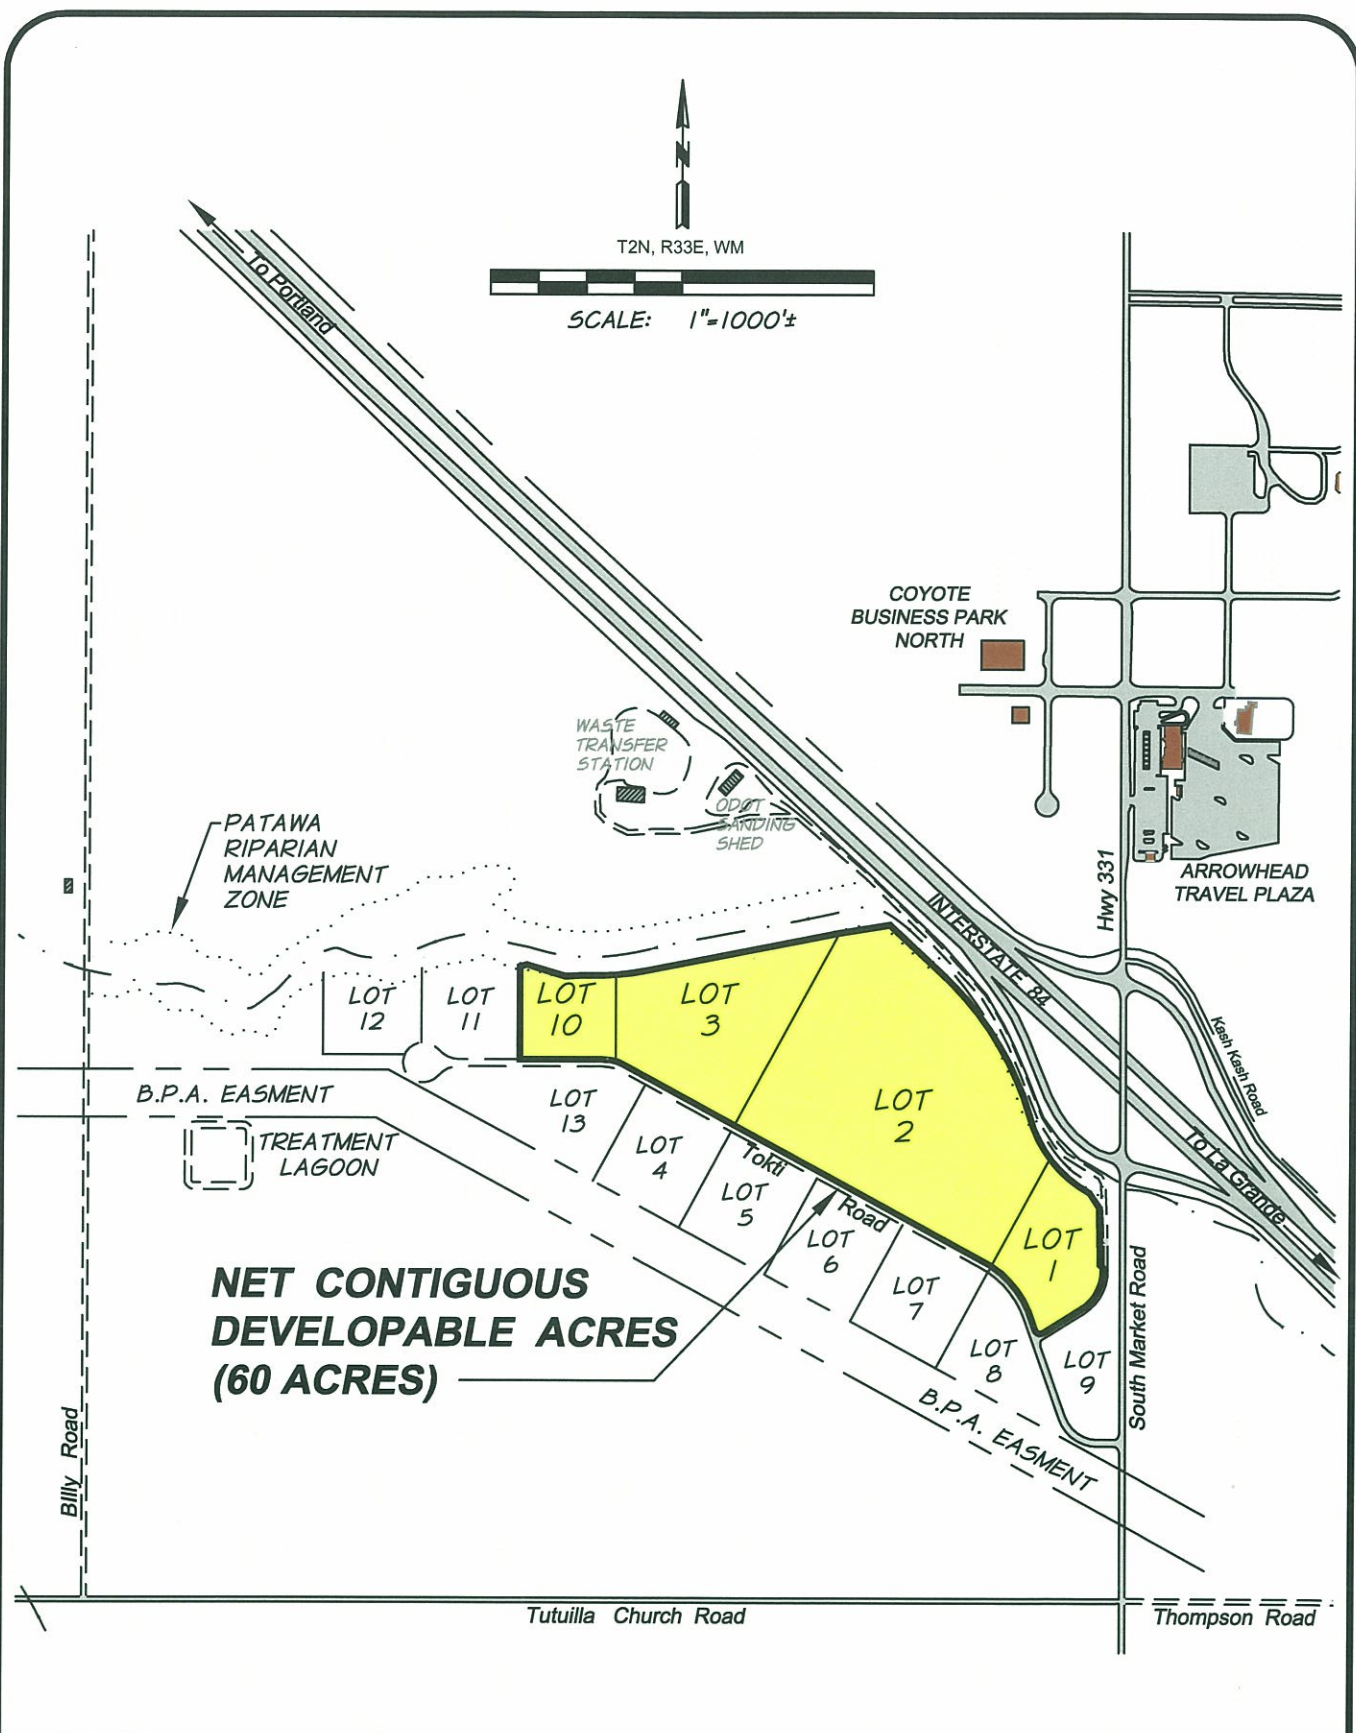 N
T2N, R33E, WM
SCALE: 1"=1000'±
To Portland
COYOTE
BUSINESS PARK
NORTH
WASTE
TRANSFER
STATION
ODOT
SANDING
SHED
PATAWA
RIPARIAN
MANAGEMENT
ZONE
Hwy 331
ARROWHEAD
TRAVEL PLAZA
INTERSTATE 84
Kash Kash Road
LOT
12
LOT
11
LOT
10
LOT
3
LOT
2
LOT
1
B.P.A. EASMENT
TREATMENT
LAGOON
LOT
13
LOT
4
LOT
5
LOT
6
LOT
7
LOT
8
LOT
9
Tokti Road
To La Grande
NET CONTIGUOUS
DEVELOPABLE ACRES
(60 ACRES)
South Market Road
B.P.A. EASMENT
Billy Road
Tutuilla Church Road
Thompson Road